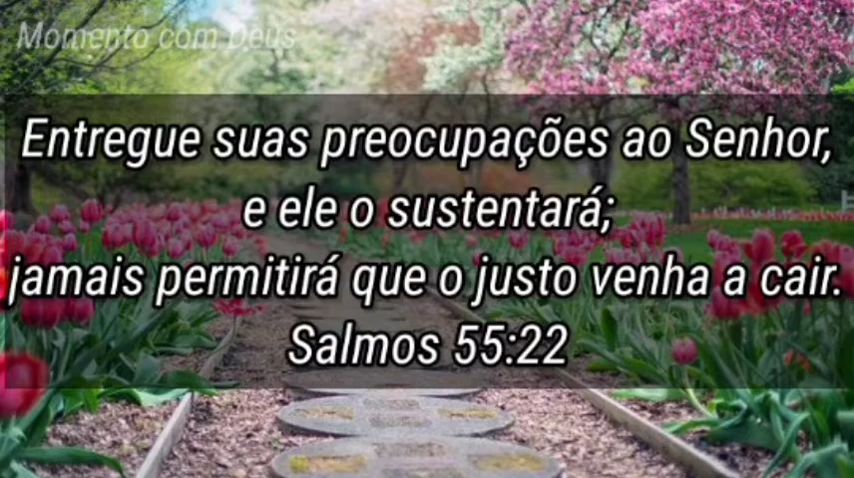 Momento com Deus
Entregue suas preocupações ao Senhor,
e ele o sustentará;
jamais permitirá que o justo venha a cair.
Salmos 55:22